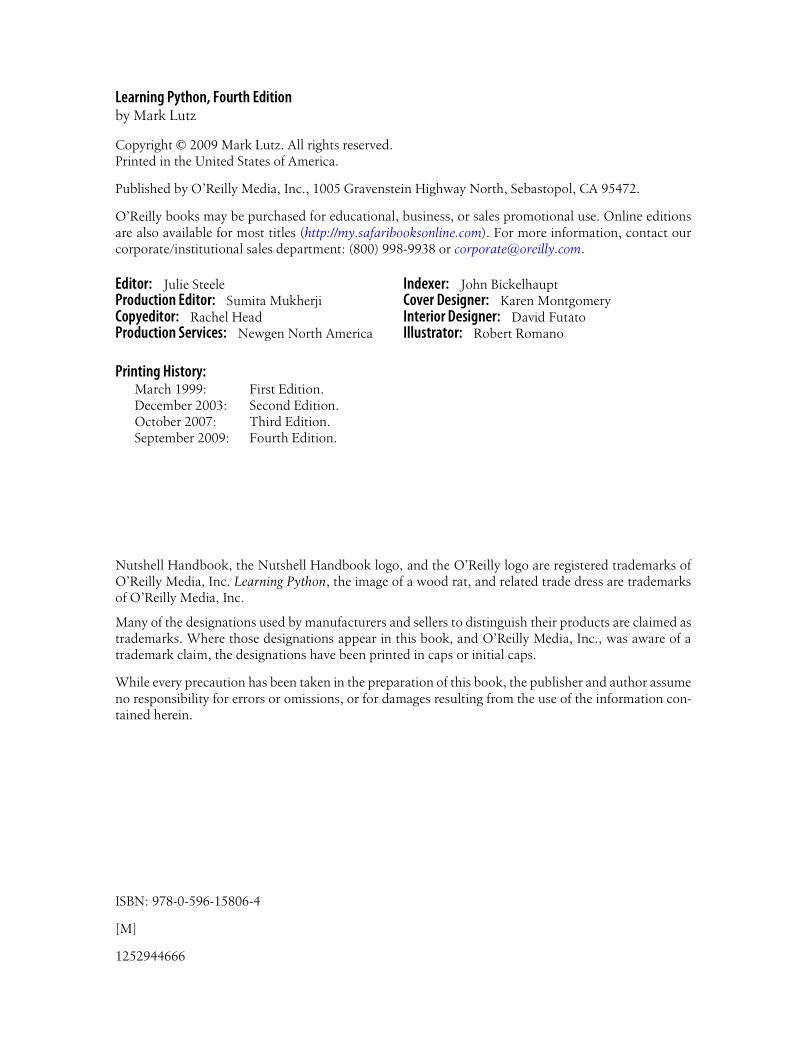 Learning Python, Fourth Edition
by Mark Lutz
Copyright © 2009 Mark Lutz. All rights reserved.
Printed in the United States of America.
Published by O’Reilly Media, Inc., 1005 Gravenstein Highway North, Sebastopol, CA 95472.
O’Reilly books may be purchased for educational, business, or sales promotional use. Online editions
are also available for most titles (http://my.safaribooksonline.com). For more information, contact our
corporate/institutional sales department: (800) 998-9938 or corporate@oreilly.com.
Editor: Julie Steele
Production Editor: Sumita Mukherji
Copyeditor: Rachel Head
Production Services: Newgen North America
Indexer: John Bickelhaupt
Cover Designer: Karen Montgomery
Interior Designer: David Futato
Illustrator: Robert Romano
Printing History:
March 1999: First Edition.
December 2003: Second Edition.
October 2007: Third Edition.
September 2009: Fourth Edition.
Nutshell Handbook, the Nutshell Handbook logo, and the O’Reilly logo are registered trademarks of
O’Reilly Media, Inc. Learning Python, the image of a wood rat, and related trade dress are trademarks
of O’Reilly Media, Inc.
Many of the designations used by manufacturers and sellers to distinguish their products are claimed as
trademarks. Where those designations appear in this book, and O’Reilly Media, Inc., was aware of a
trademark claim, the designations have been printed in caps or initial caps.
While every precaution has been taken in the preparation of this book, the publisher and author assume
no responsibility for errors or omissions, or for damages resulting from the use of the information con-
tained herein.
ISBN: 978-0-596-15806-4
[M]
1252944666